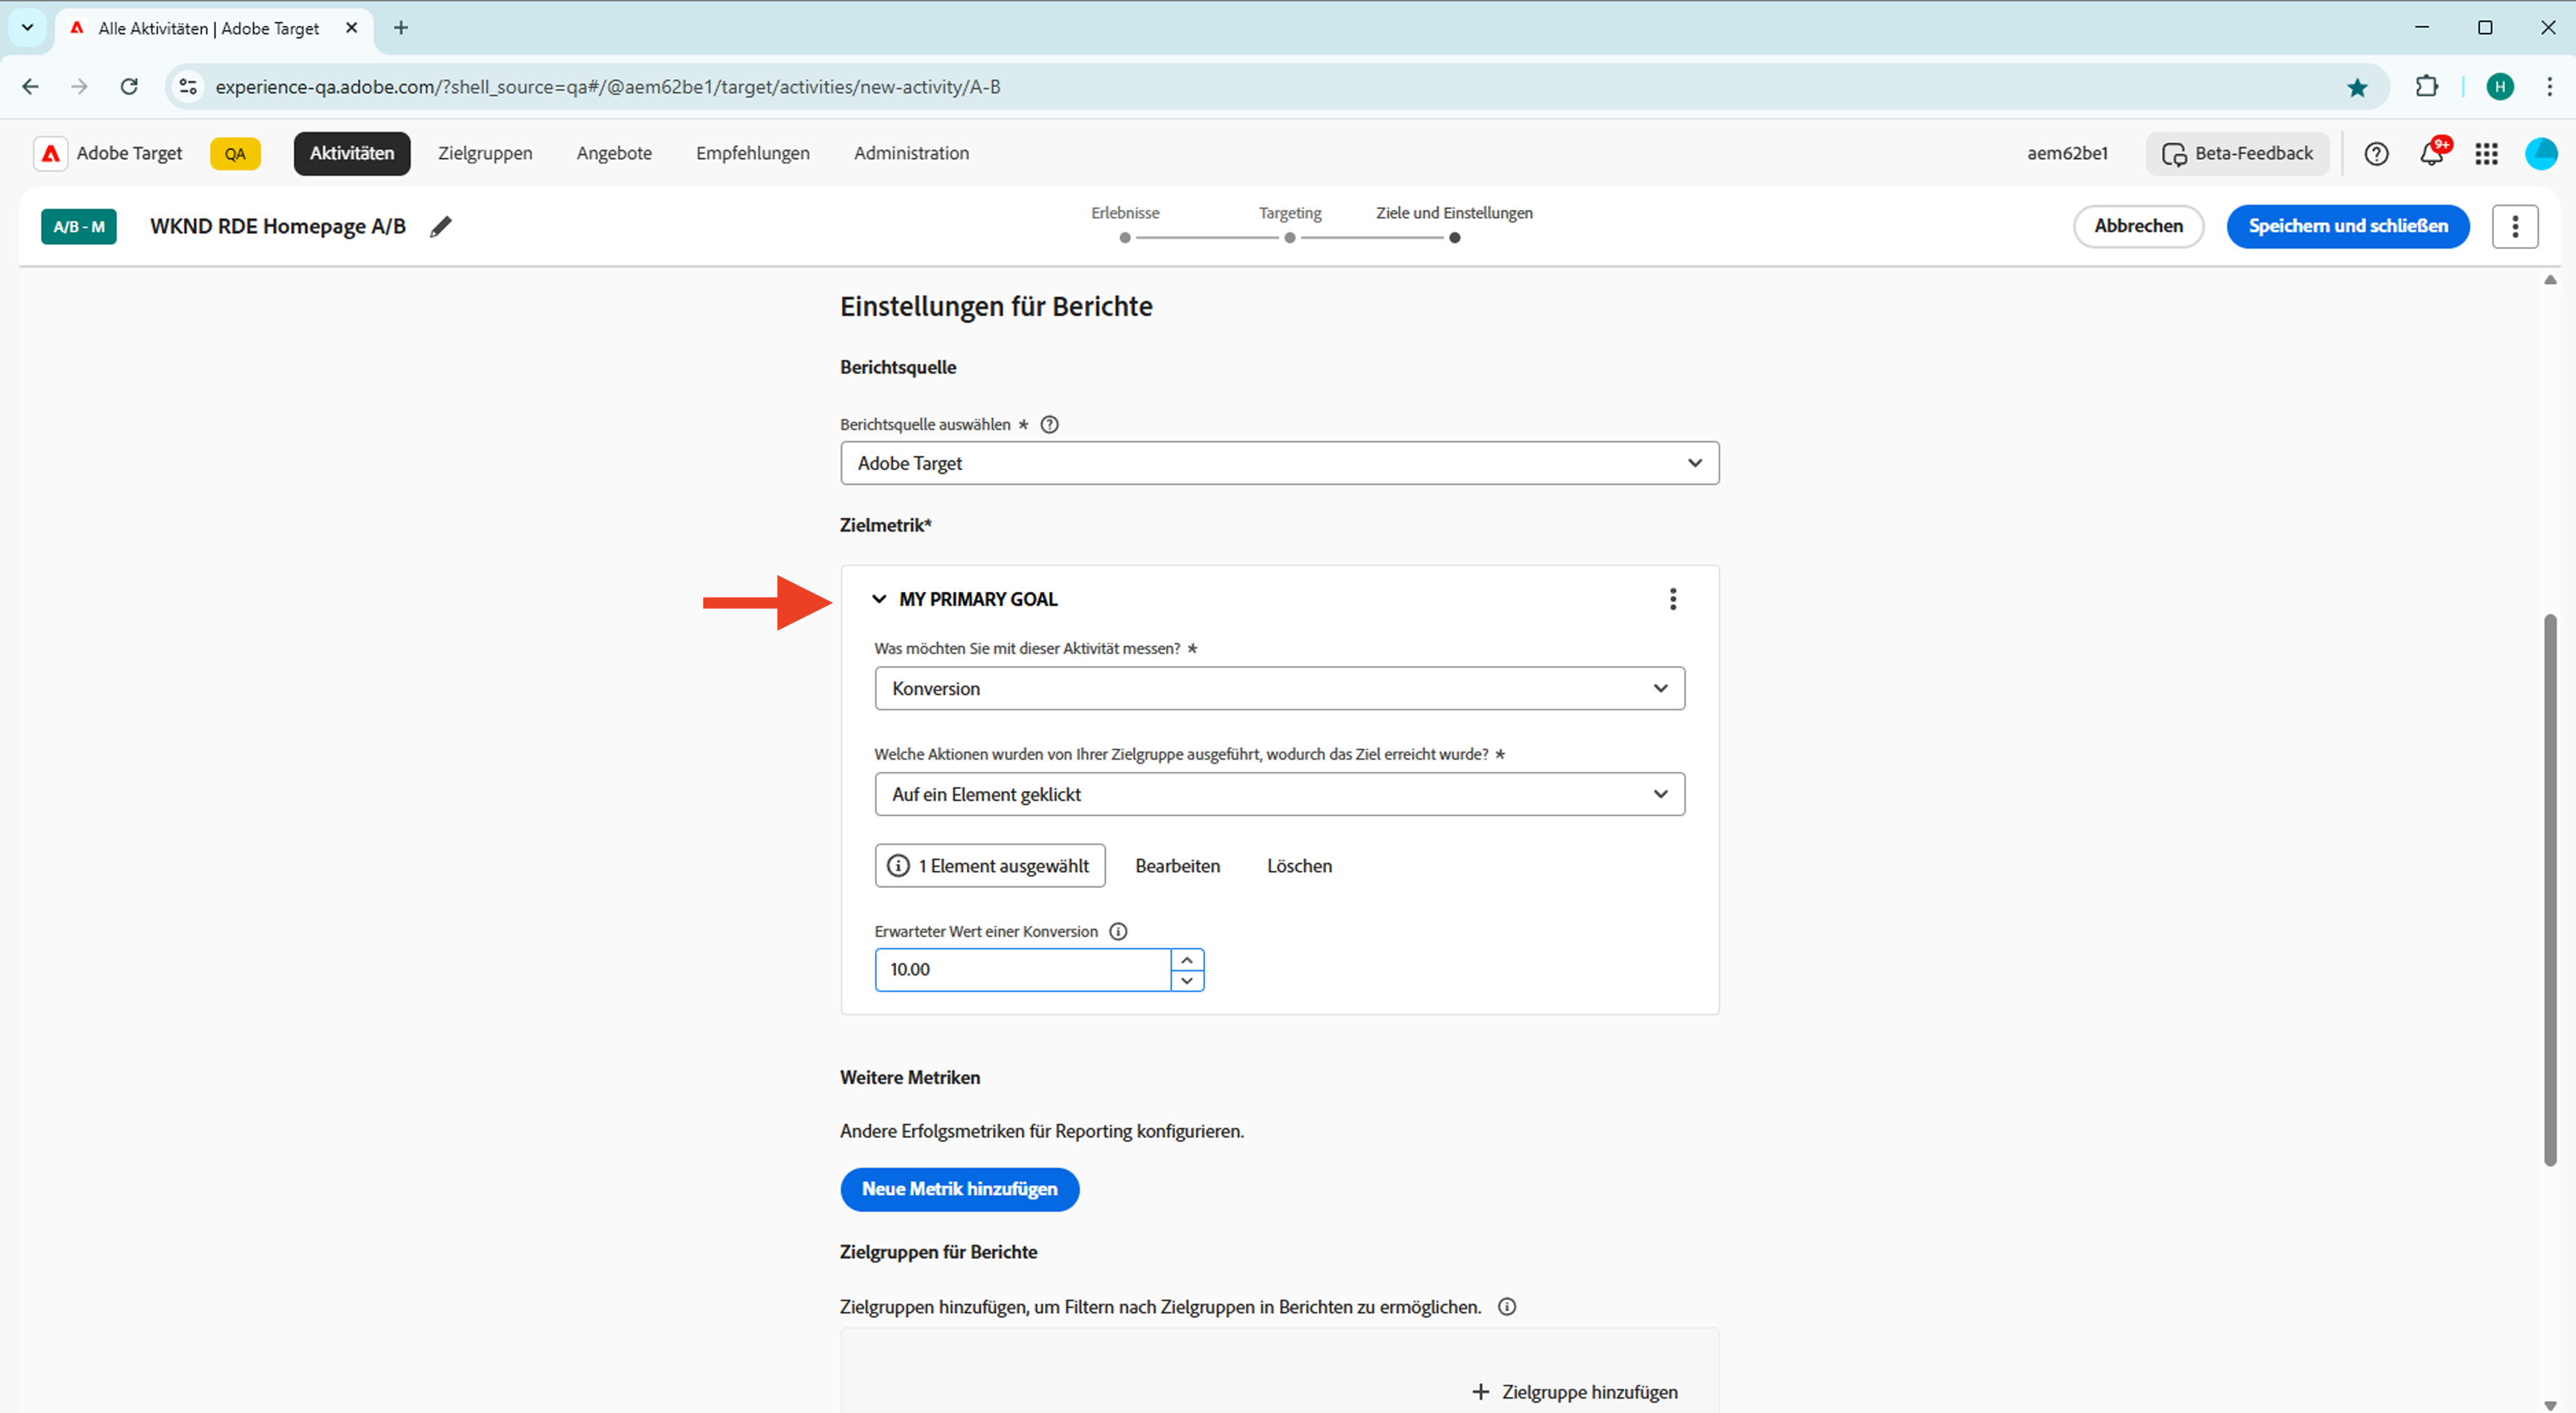 Alle Aktivitäten | Adobe Target
experience-qa.adobe.com/?shell_source=qa#/@aem62be1/target/activities/new-activity/A-B
H
Adobe Target
QA
Aktivitäten
Zielgruppen
Angebote
Empfehlungen
Administration
aem62be1
Beta-Feedback
9+
A/B - M
WKND RDE Homepage A/B
Erlebnisse
Targeting
Ziele und Einstellungen
Abbrechen
Speichern und schließen
Einstellungen für Berichte
Berichtsquelle
Berichtsquelle auswählen *
Adobe Target
Zielmetrik*
MY PRIMARY GOAL
Was möchten Sie mit dieser Aktivität messen? *
Konversion
Welche Aktionen wurden von Ihrer Zielgruppe ausgeführt, wodurch das Ziel erreicht wurde? *
Auf ein Element geklickt
1 Element ausgewählt
Bearbeiten
Löschen
Erwarteter Wert einer Konversion
10.00
Weitere Metriken
Andere Erfolgsmetriken für Reporting konfigurieren.
Neue Metrik hinzufügen
Zielgruppen für Berichte
Zielgruppen hinzufügen, um Filtern nach Zielgruppen in Berichten zu ermöglichen.
+ Zielgruppe hinzufügen